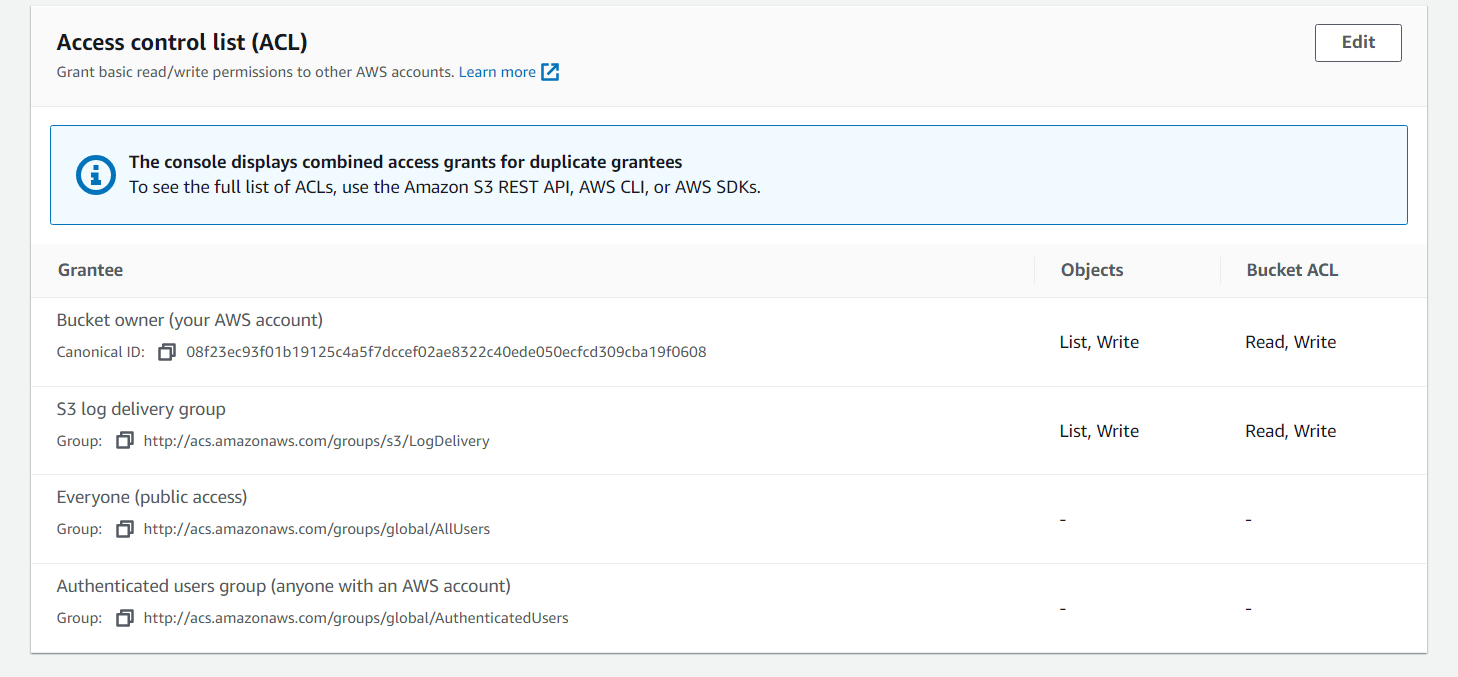 Access control list (ACL)
Edit
Grant basic read/write permissions to other AWS accounts. Learn more
The console displays combined access grants for duplicate grantees
To see the full list of ACLs, use the Amazon S3 REST API, AWS CLI, or AWS SDKs.
Grantee Objects Bucket ACL
Bucket owner (your AWS account)
Canonical ID: 08f23ec93f01b19125c4a5f7dccef02ae8322c40ede050ecfcd309cba19f0608
List, Write Read, Write
S3 log delivery group
Group: http://acs.amazonaws.com/groups/s3/LogDelivery
List, Write Read, Write
Everyone (public access)
Group: http://acs.amazonaws.com/groups/global/AllUsers
- -
Authenticated users group (anyone with an AWS account)
Group: http://acs.amazonaws.com/groups/global/AuthenticatedUsers
- -